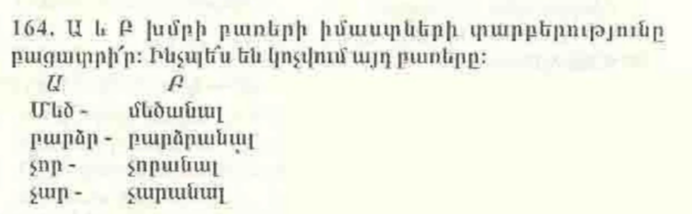 164. Ա և Բ խմբի բառերի իմաստների տարբերությունը
բացատրի՛ր: Ինչպե՞ս են կոչվում այդ բառերը:
Ա Բ
Մեծ - մեծանալ
բարձր - բարձրանալ
չոր - չորանալ
չար - չարանալ